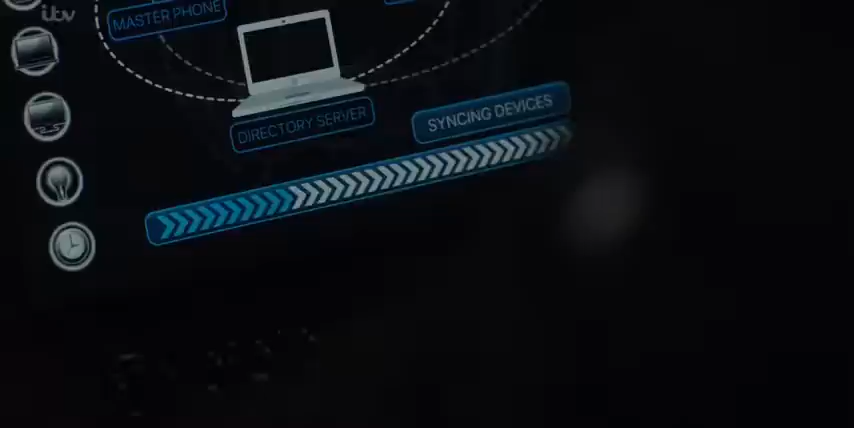 itv
MASTER PHONE
DIRECTORY SERVER
SYNCING DEVICES